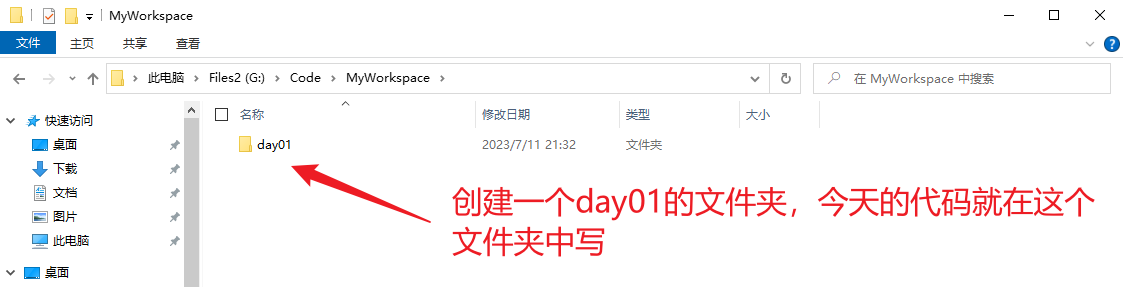 MyWorkspace
文件 主页 共享 查看
此电脑 Files2 (G:) Code MyWorkspace 在 MyWorkspace 中搜索
快速访问
桌面
下载
文档
图片
此电脑
桌面
名称 修改日期 类型 大小
day01 2023/7/11 21:32 文件夹
创建一个day01的文件夹，今天的代码就在这个
文件夹中写